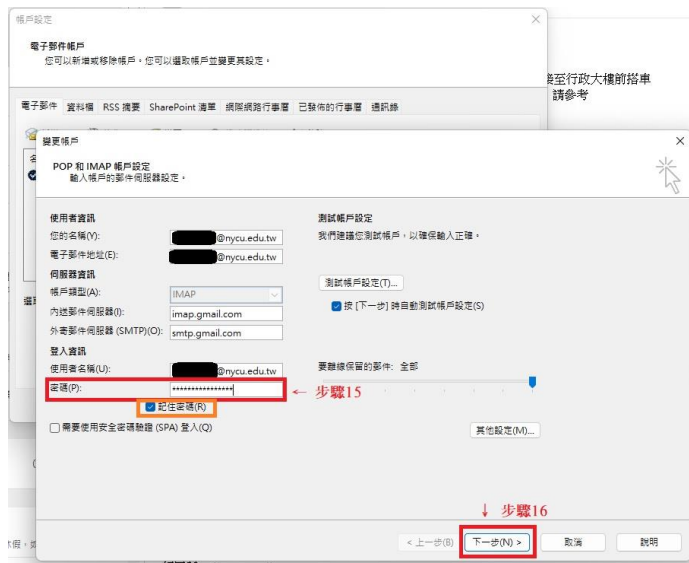 帳戶設定
電子郵件帳戶
您可以新增或移除帳戶。您可以選取帳戶並變更其設定。
後至行政大樓前搭車
請參考
電子郵件 資料檔 RSS 摘要 SharePoint 清單 網際網路行事曆 已發佈的行事曆 通訊錄
變更帳戶
POP 和 IMAP 帳戶設定
輸入帳戶的郵件伺服器設定。
使用者資訊
您的名稱(Y): @nycu.edu.tw
電子郵件地址(E): @nycu.edu.tw
伺服器資訊
帳戶類型(A): IMAP
內送郵件伺服器(I): imap.gmail.com
外寄郵件伺服器 (SMTP)(O): smtp.gmail.com
登入資訊
使用者名稱(U): @nycu.edu.tw
密碼(P): ****************
← 步驟15
記住密碼(R)
需要使用安全密碼驗證 (SPA) 登入(Q)
測試帳戶設定
我們建議您測試帳戶,以確保輸入正確。
測試帳戶設定(T)...
按 [下一步] 時自動測試帳戶設定(S)
要離線保留的郵件: 全部
其他設定(M)...
↓ 步驟16
< 上一步(B) 下一步(N) > 取消 說明